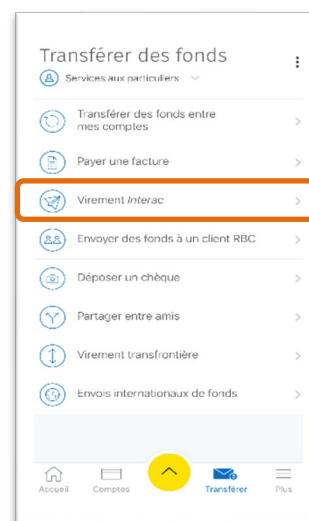 Transférer des fonds
Services aux particuliers
Transférer des fonds entre
mes comptes
Payer une facture
Virement Interac
Envoyer des fonds à un client RBC
Déposer un chèque
Partager entre amis
Virement transfrontière
Envois internationaux de fonds
Accueil Comptes Transférer Plus